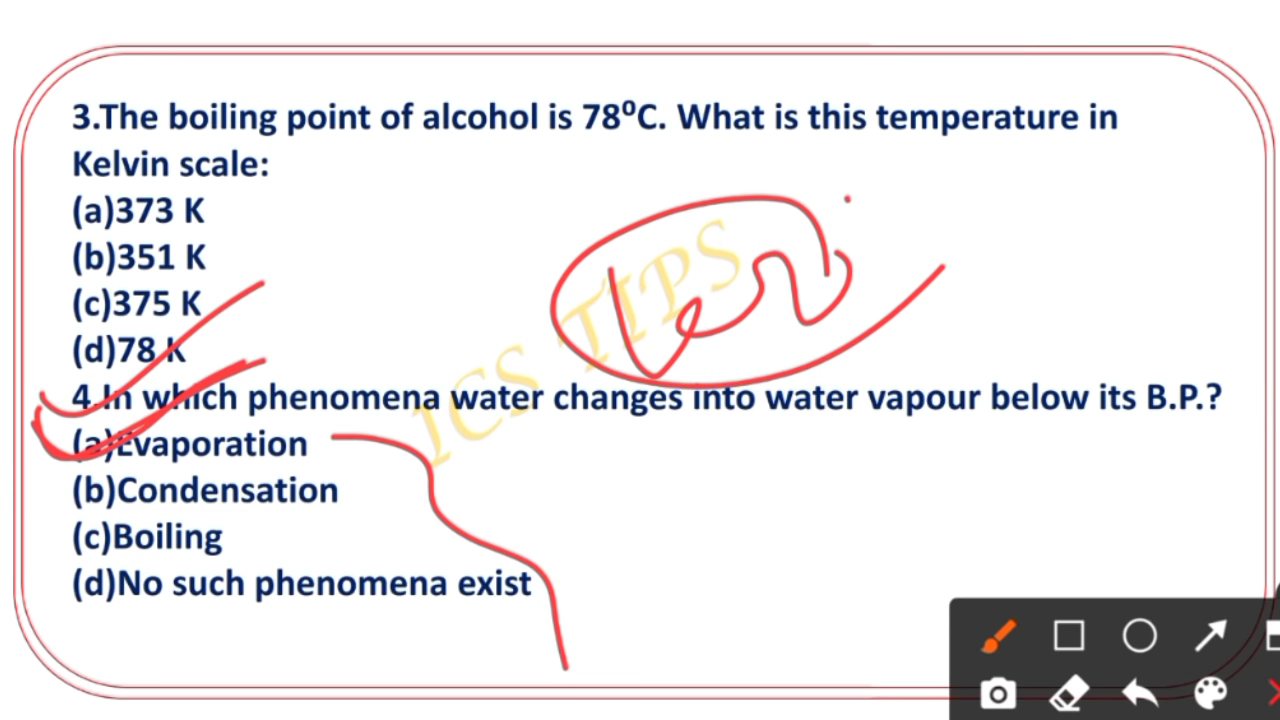 3.The boiling point of alcohol is 78⁰C. What is this temperature in
Kelvin scale:
(a)373 K
(b)351 K
(c)375 K
(d)78 K
4.In which phenomena water changes into water vapour below its B.P.?
(a)Evaporation
(b)Condensation
(c)Boiling
(d)No such phenomena exist
ICS TIPS